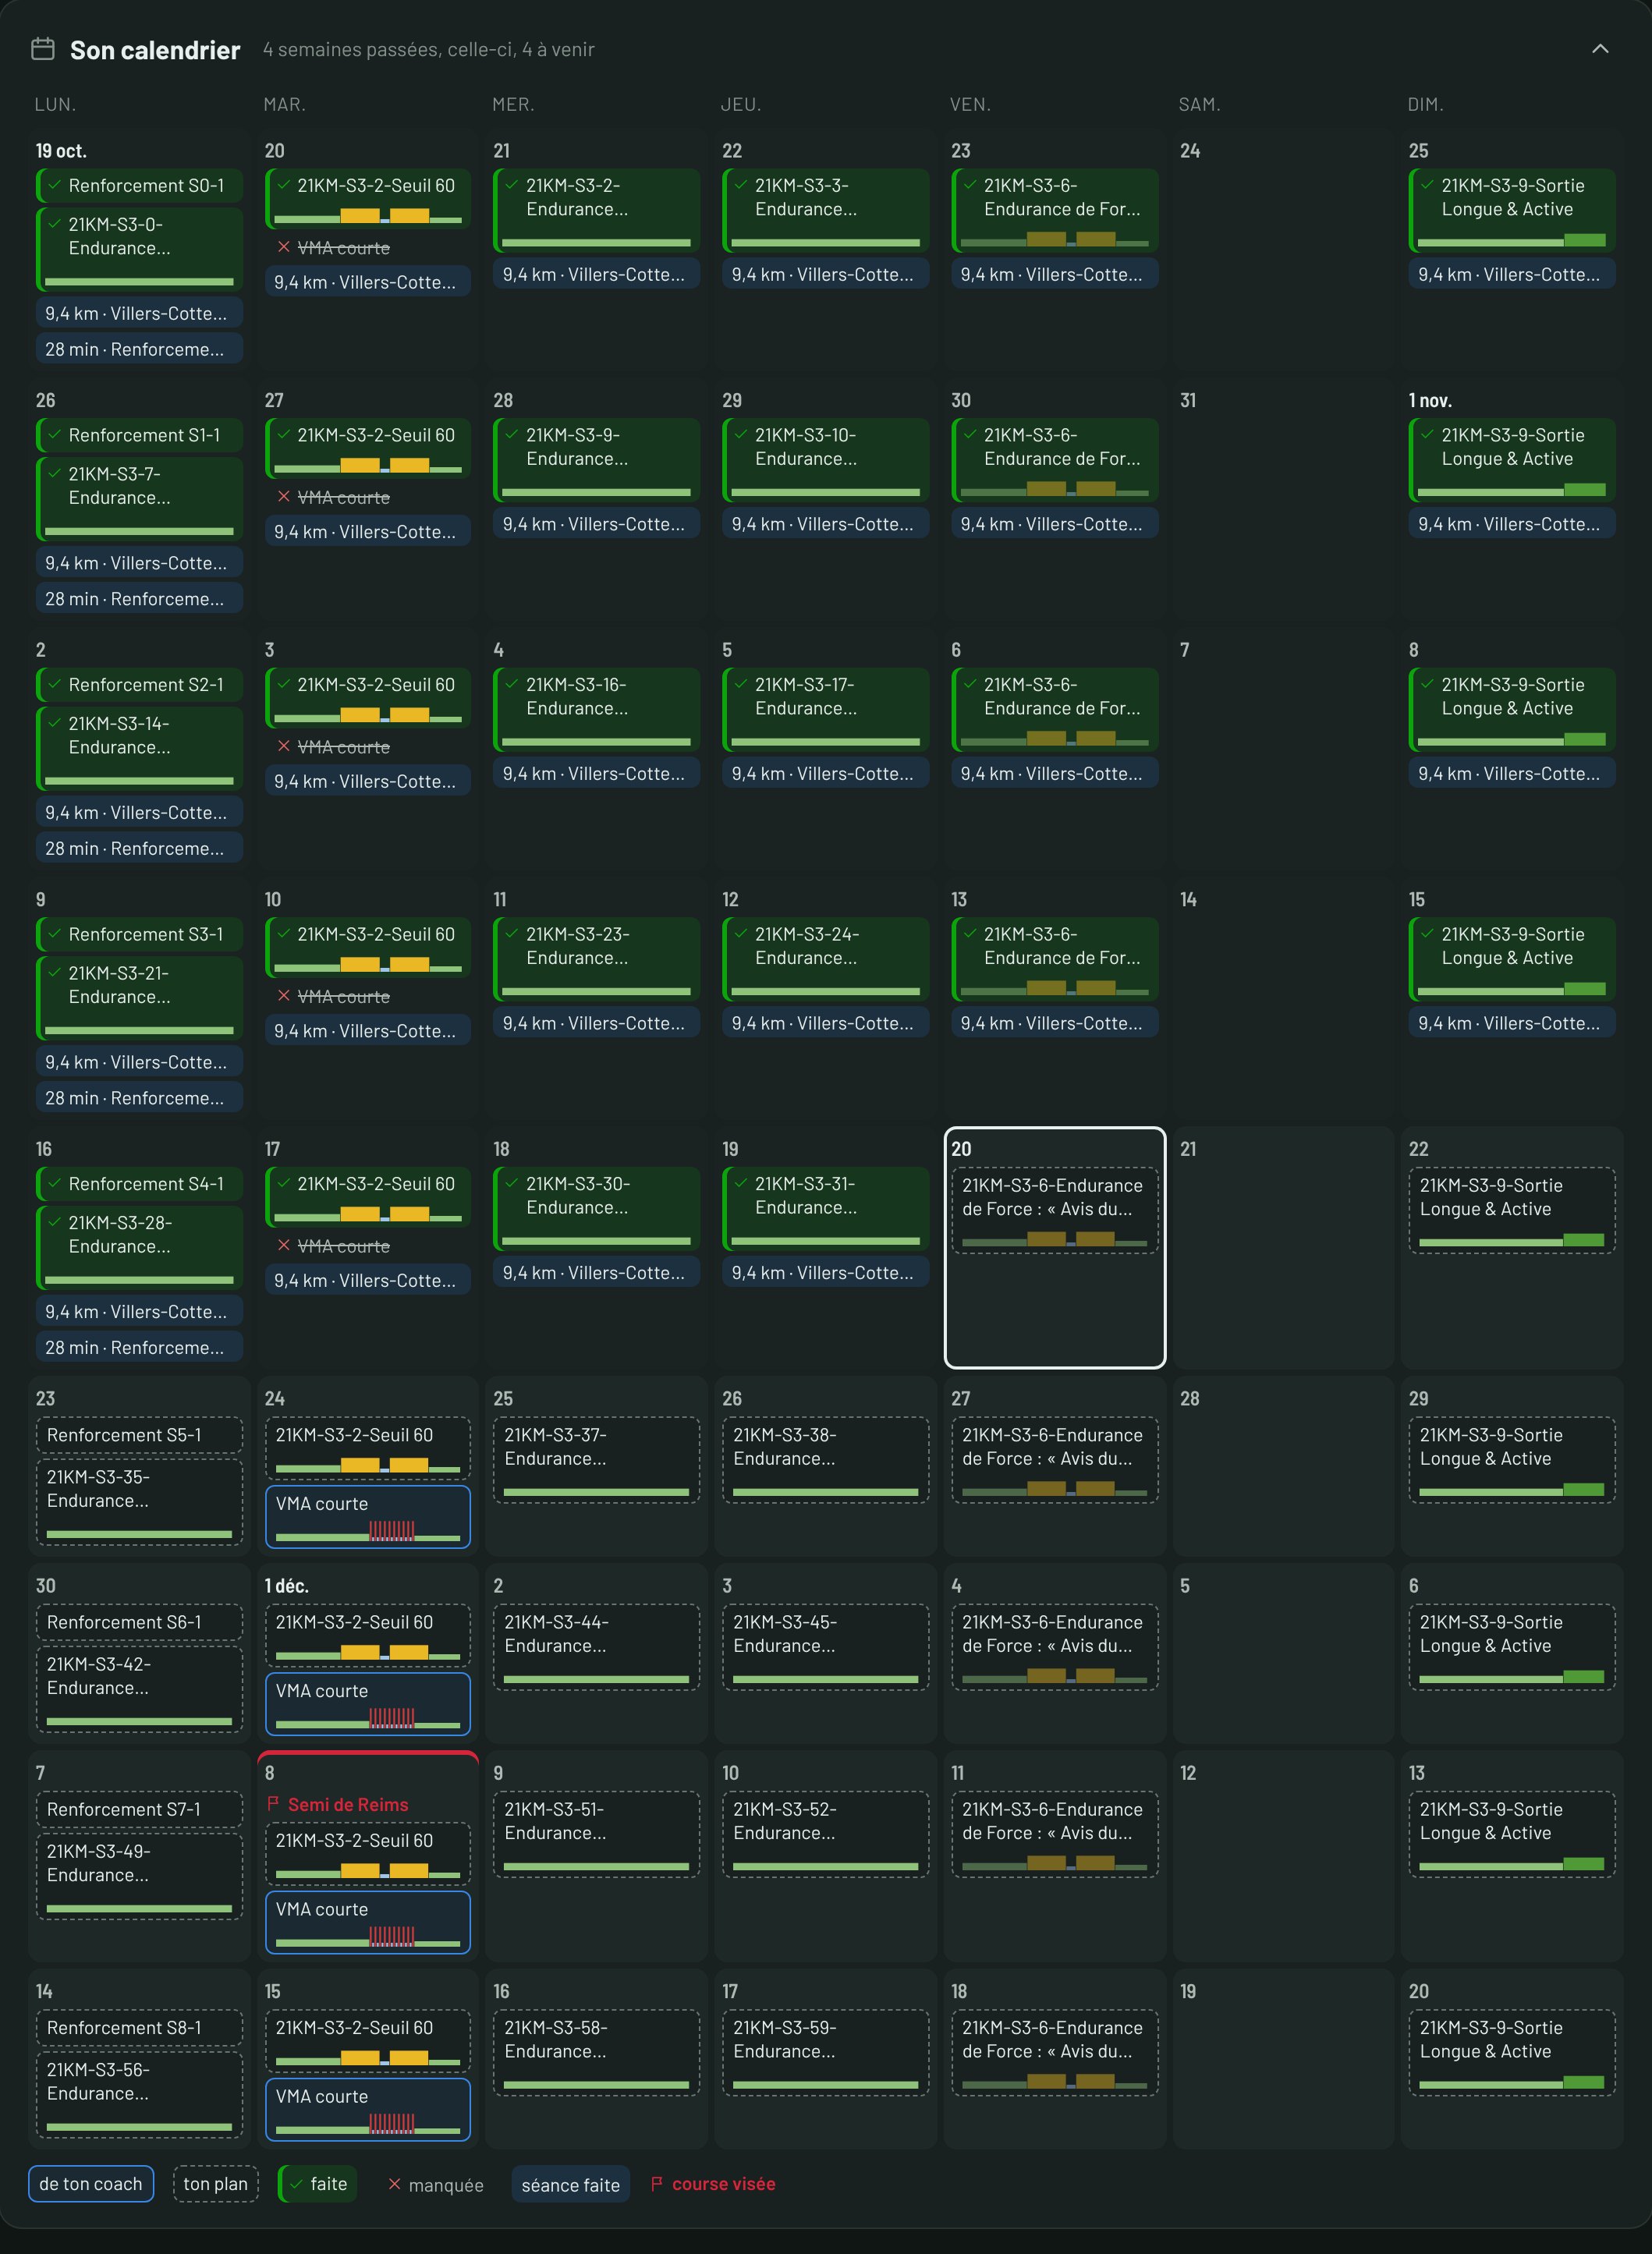 Son calendrier 4 semaines passées, celle-ci, 4 à venir
LUN. MAR. MER. JEU. VEN. SAM. DIM.
19 oct.
Renforcement S0-1
21KM-S3-0-
Endurance...
9,4 km · Villers-Cotte...
28 min · Renforceme...
20
21KM-S3-2-Seuil 60
VMA courte
9,4 km · Villers-Cotte...
21
21KM-S3-2-
Endurance...
9,4 km · Villers-Cotte...
22
21KM-S3-3-
Endurance...
9,4 km · Villers-Cotte...
23
21KM-S3-6-
Endurance de For...
9,4 km · Villers-Cotte...
24
25
21KM-S3-9-Sortie
Longue & Active
9,4 km · Villers-Cotte...
26
Renforcement S1-1
21KM-S3-7-
Endurance...
9,4 km · Villers-Cotte...
28 min · Renforceme...
27
21KM-S3-2-Seuil 60
VMA courte
9,4 km · Villers-Cotte...
28
21KM-S3-9-
Endurance...
9,4 km · Villers-Cotte...
29
21KM-S3-10-
Endurance...
9,4 km · Villers-Cotte...
30
21KM-S3-6-
Endurance de For...
9,4 km · Villers-Cotte...
31
1 nov.
21KM-S3-9-Sortie
Longue & Active
9,4 km · Villers-Cotte...
2
Renforcement S2-1
21KM-S3-14-
Endurance...
9,4 km · Villers-Cotte...
28 min · Renforceme...
3
21KM-S3-2-Seuil 60
VMA courte
9,4 km · Villers-Cotte...
4
21KM-S3-16-
Endurance...
9,4 km · Villers-Cotte...
5
21KM-S3-17-
Endurance...
9,4 km · Villers-Cotte...
6
21KM-S3-6-
Endurance de For...
9,4 km · Villers-Cotte...
7
8
21KM-S3-9-Sortie
Longue & Active
9,4 km · Villers-Cotte...
9
Renforcement S3-1
21KM-S3-21-
Endurance...
9,4 km · Villers-Cotte...
28 min · Renforceme...
10
21KM-S3-2-Seuil 60
VMA courte
9,4 km · Villers-Cotte...
11
21KM-S3-23-
Endurance...
9,4 km · Villers-Cotte...
12
21KM-S3-24-
Endurance...
9,4 km · Villers-Cotte...
13
21KM-S3-6-
Endurance de For...
9,4 km · Villers-Cotte...
14
15
21KM-S3-9-Sortie
Longue & Active
9,4 km · Villers-Cotte...
16
Renforcement S4-1
21KM-S3-28-
Endurance...
9,4 km · Villers-Cotte...
28 min · Renforceme...
17
21KM-S3-2-Seuil 60
VMA courte
9,4 km · Villers-Cotte...
18
21KM-S3-30-
Endurance...
9,4 km · Villers-Cotte...
19
21KM-S3-31-
Endurance...
9,4 km · Villers-Cotte...
20
21KM-S3-6-Endurance
de Force : « Avis du...
21
22
21KM-S3-9-Sortie
Longue & Active
23
Renforcement S5-1
21KM-S3-35-
Endurance...
24
21KM-S3-2-Seuil 60
VMA courte
25
21KM-S3-37-
Endurance...
26
21KM-S3-38-
Endurance...
27
21KM-S3-6-Endurance
de Force : « Avis du...
28
29
21KM-S3-9-Sortie
Longue & Active
30
Renforcement S6-1
21KM-S3-42-
Endurance...
1 déc.
21KM-S3-2-Seuil 60
VMA courte
2
21KM-S3-44-
Endurance...
3
21KM-S3-45-
Endurance...
4
21KM-S3-6-Endurance
de Force : « Avis du...
5
6
21KM-S3-9-Sortie
Longue & Active
7
Renforcement S7-1
21KM-S3-49-
Endurance...
8
Semi de Reims
21KM-S3-2-Seuil 60
VMA courte
9
21KM-S3-51-
Endurance...
10
21KM-S3-52-
Endurance...
11
21KM-S3-6-Endurance
de Force : « Avis du...
12
13
21KM-S3-9-Sortie
Longue & Active
14
Renforcement S8-1
21KM-S3-56-
Endurance...
15
21KM-S3-2-Seuil 60
VMA courte
16
21KM-S3-58-
Endurance...
17
21KM-S3-59-
Endurance...
18
21KM-S3-6-Endurance
de Force : « Avis du...
19
20
21KM-S3-9-Sortie
Longue & Active
de ton coach ton plan faite manquée séance faite course visée